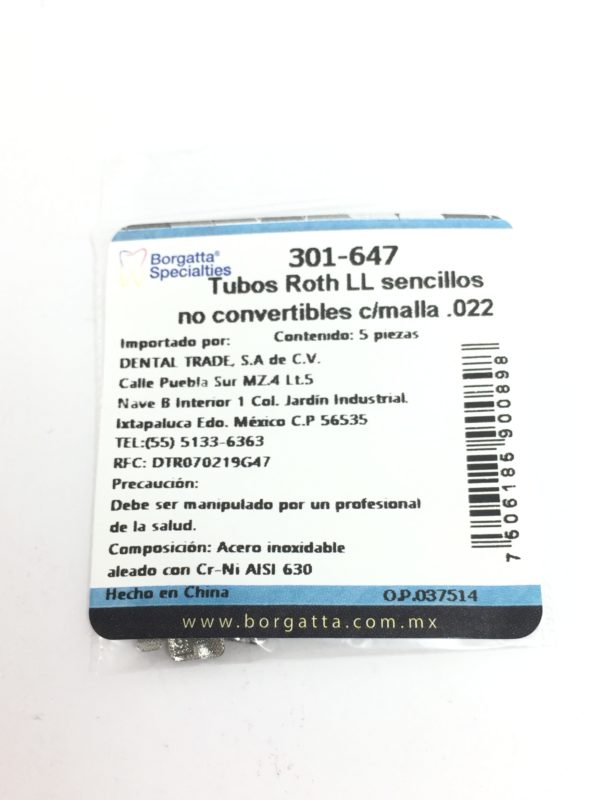 Borgatta®
Specialties
301-647
Tubos Roth LL sencillos
no convertibles c/malla .022
Importado por:
Contenido: 5 piezas
DENTAL TRADE, S.A de C.V.
Calle Puebla Sur MZ.4 Lt.5
Nave B Interior 1 Col. Jardín Industrial.
Ixtapaluca Edo. México C.P 56535
TEL:(55) 5133-6363
RFC: DTR070219G47
Precaución:
Debe ser manipulado por un profesional
de la salud.
Composición: Acero inoxidable
aleado con Cr-Ni AISI 630
Hecho en China
O.P.037514
www.borgatta.com.mx
7 506185 900898